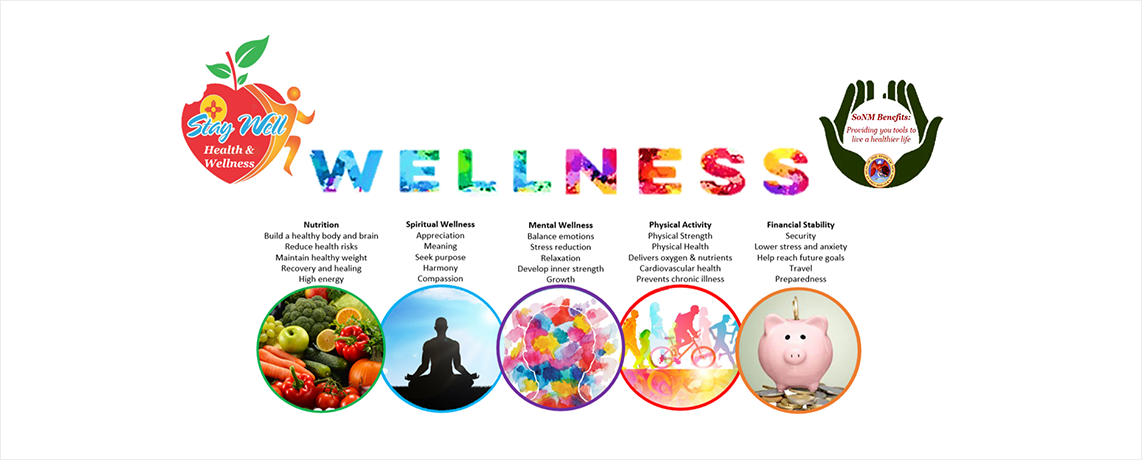 Stay Well
Health &
Wellness
WELLNESS
SoNM Benefits:
Providing you tools to
live a healthier life
Nutrition
Build a healthy body and brain
Reduce health risks
Maintain healthy weight
Recovery and healing
High energy
Spiritual Wellness
Appreciation
Meaning
Seek purpose
Harmony
Compassion
Mental Wellness
Balance emotions
Stress reduction
Relaxation
Develop inner strength
Growth
Physical Activity
Physical Strength
Physical Health
Delivers oxygen & nutrients
Cardiovascular health
Prevents chronic illness
Financial Stability
Security
Lower stress and anxiety
Help reach future goals
Travel
Preparedness